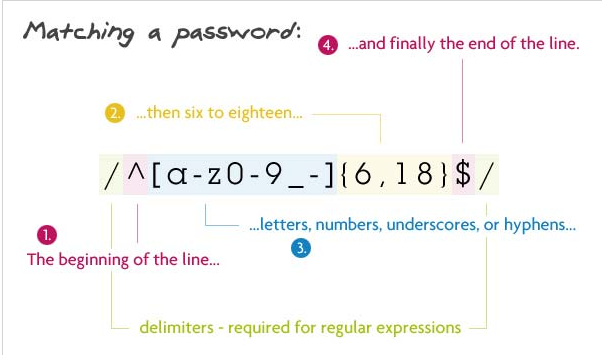 Matching a password:
4. ...and finally the end of the line.
2. ...then six to eighteen...
/^[a-z0-9_-]{6,18}$/
...letters, numbers, underscores, or hyphens...
3.
1.
The beginning of the line...
delimiters - required for regular expressions